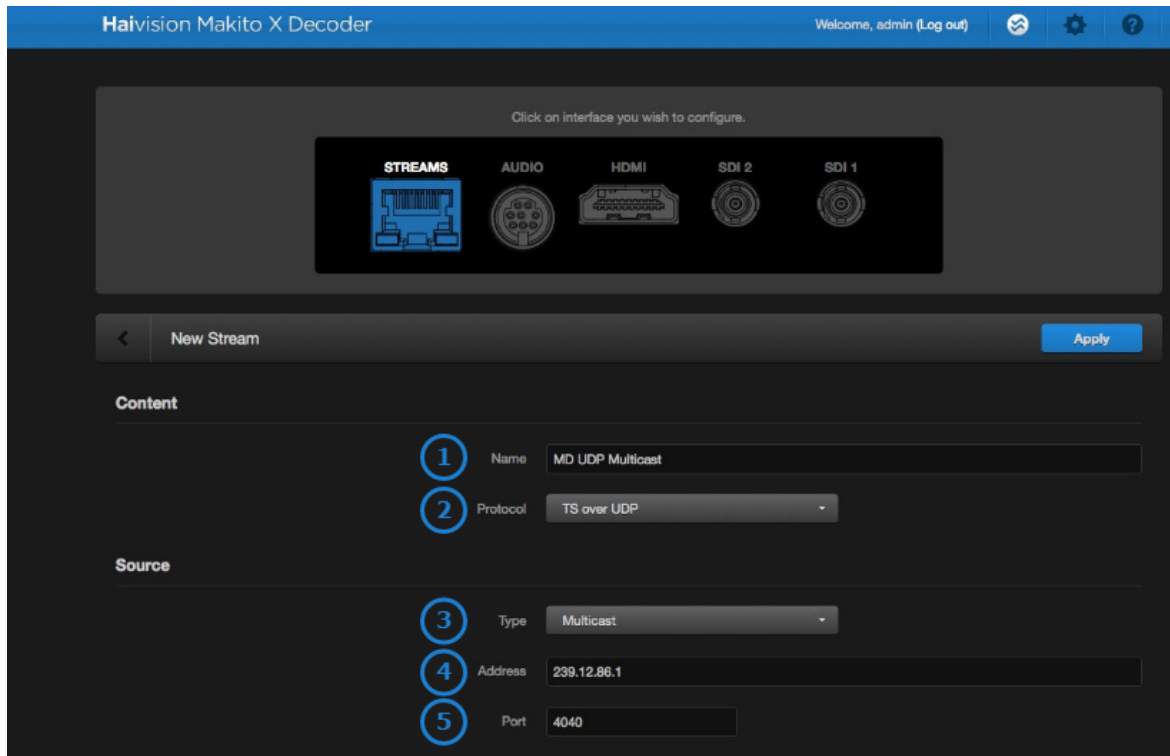 Haivision Makito X Decoder
Welcome, admin (Log out)
?
Click on interface you wish to configure.
STREAMS AUDIO HDMI SDI 2 SDI 1
New Stream
Apply
Content
1 Name MD UDP Multicast
2 Protocol TS over UDP
Source
3 Type Multicast
4 Address 239.12.86.1
5 Port 4040